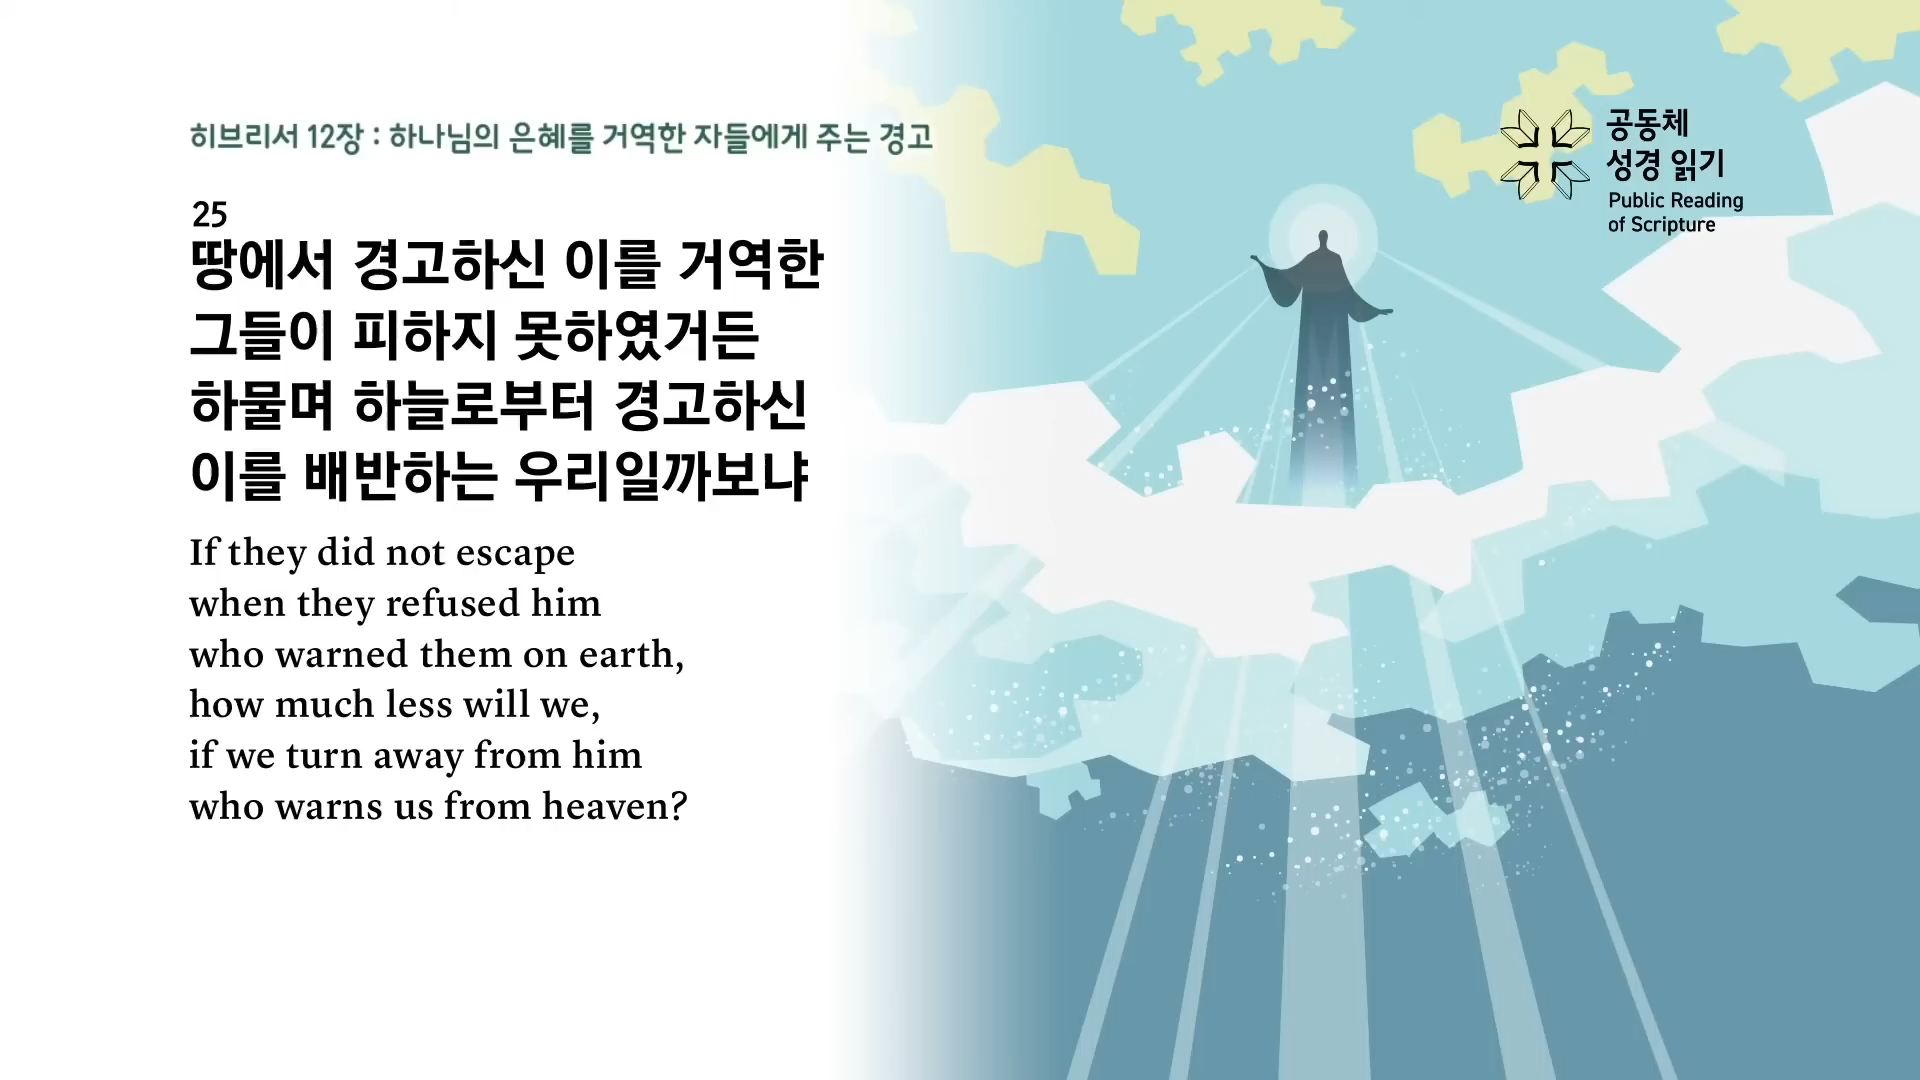 히브리서 12장 : 하나님의 은혜를 거역한 자들에게 주는 경고
25
땅에서 경고하신 이를 거역한
그들이 피하지 못하였거든
하물며 하늘로부터 경고하신
이를 배반하는 우리일까보냐
If they did not escape
when they refused him
who warned them on earth,
how much less will we,
if we turn away from him
who warns us from heaven?
공동체
성경 읽기
Public Reading
of Scripture